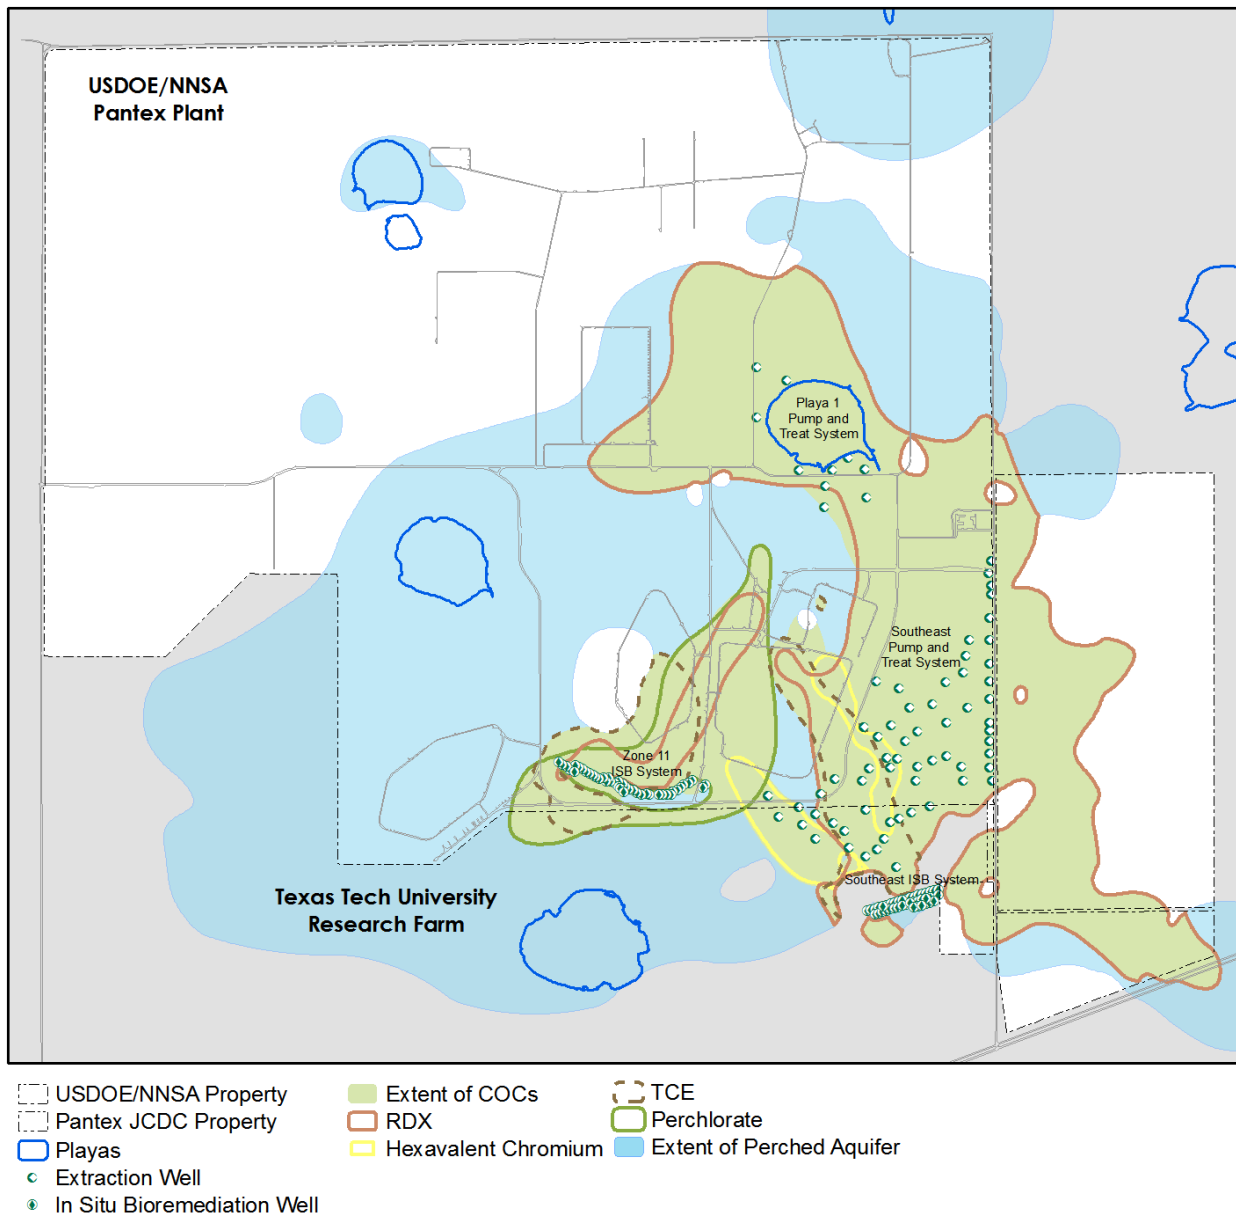 USDOE/NNSA
Pantex Plant
Playa 1
Pump and
Treat System
Southeast
Pump and
Treat System
Zone 11
ISB System
Southeast ISB System
Texas Tech University
Research Farm
USDOE/NNSA Property
Pantex JCDC Property
Playas
Extraction Well
In Situ Bioremediation Well
Extent of COCs
RDX
Hexavalent Chromium
TCE
Perchlorate
Extent of Perched Aquifer